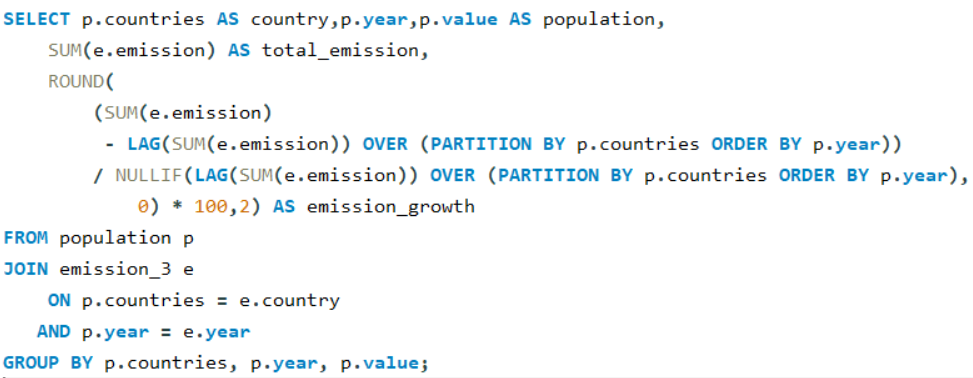 SELECT p.countries AS country,p.year,p.value AS population,
SUM(e.emission) AS total_emission,
ROUND(
(SUM(e.emission)
- LAG(SUM(e.emission)) OVER (PARTITION BY p.countries ORDER BY p.year))
/ NULLIF(LAG(SUM(e.emission)) OVER (PARTITION BY p.countries ORDER BY p.year),
0) * 100,2) AS emission_growth
FROM population p
JOIN emission_3 e
ON p.countries = e.country
AND p.year = e.year
GROUP BY p.countries, p.year, p.value;